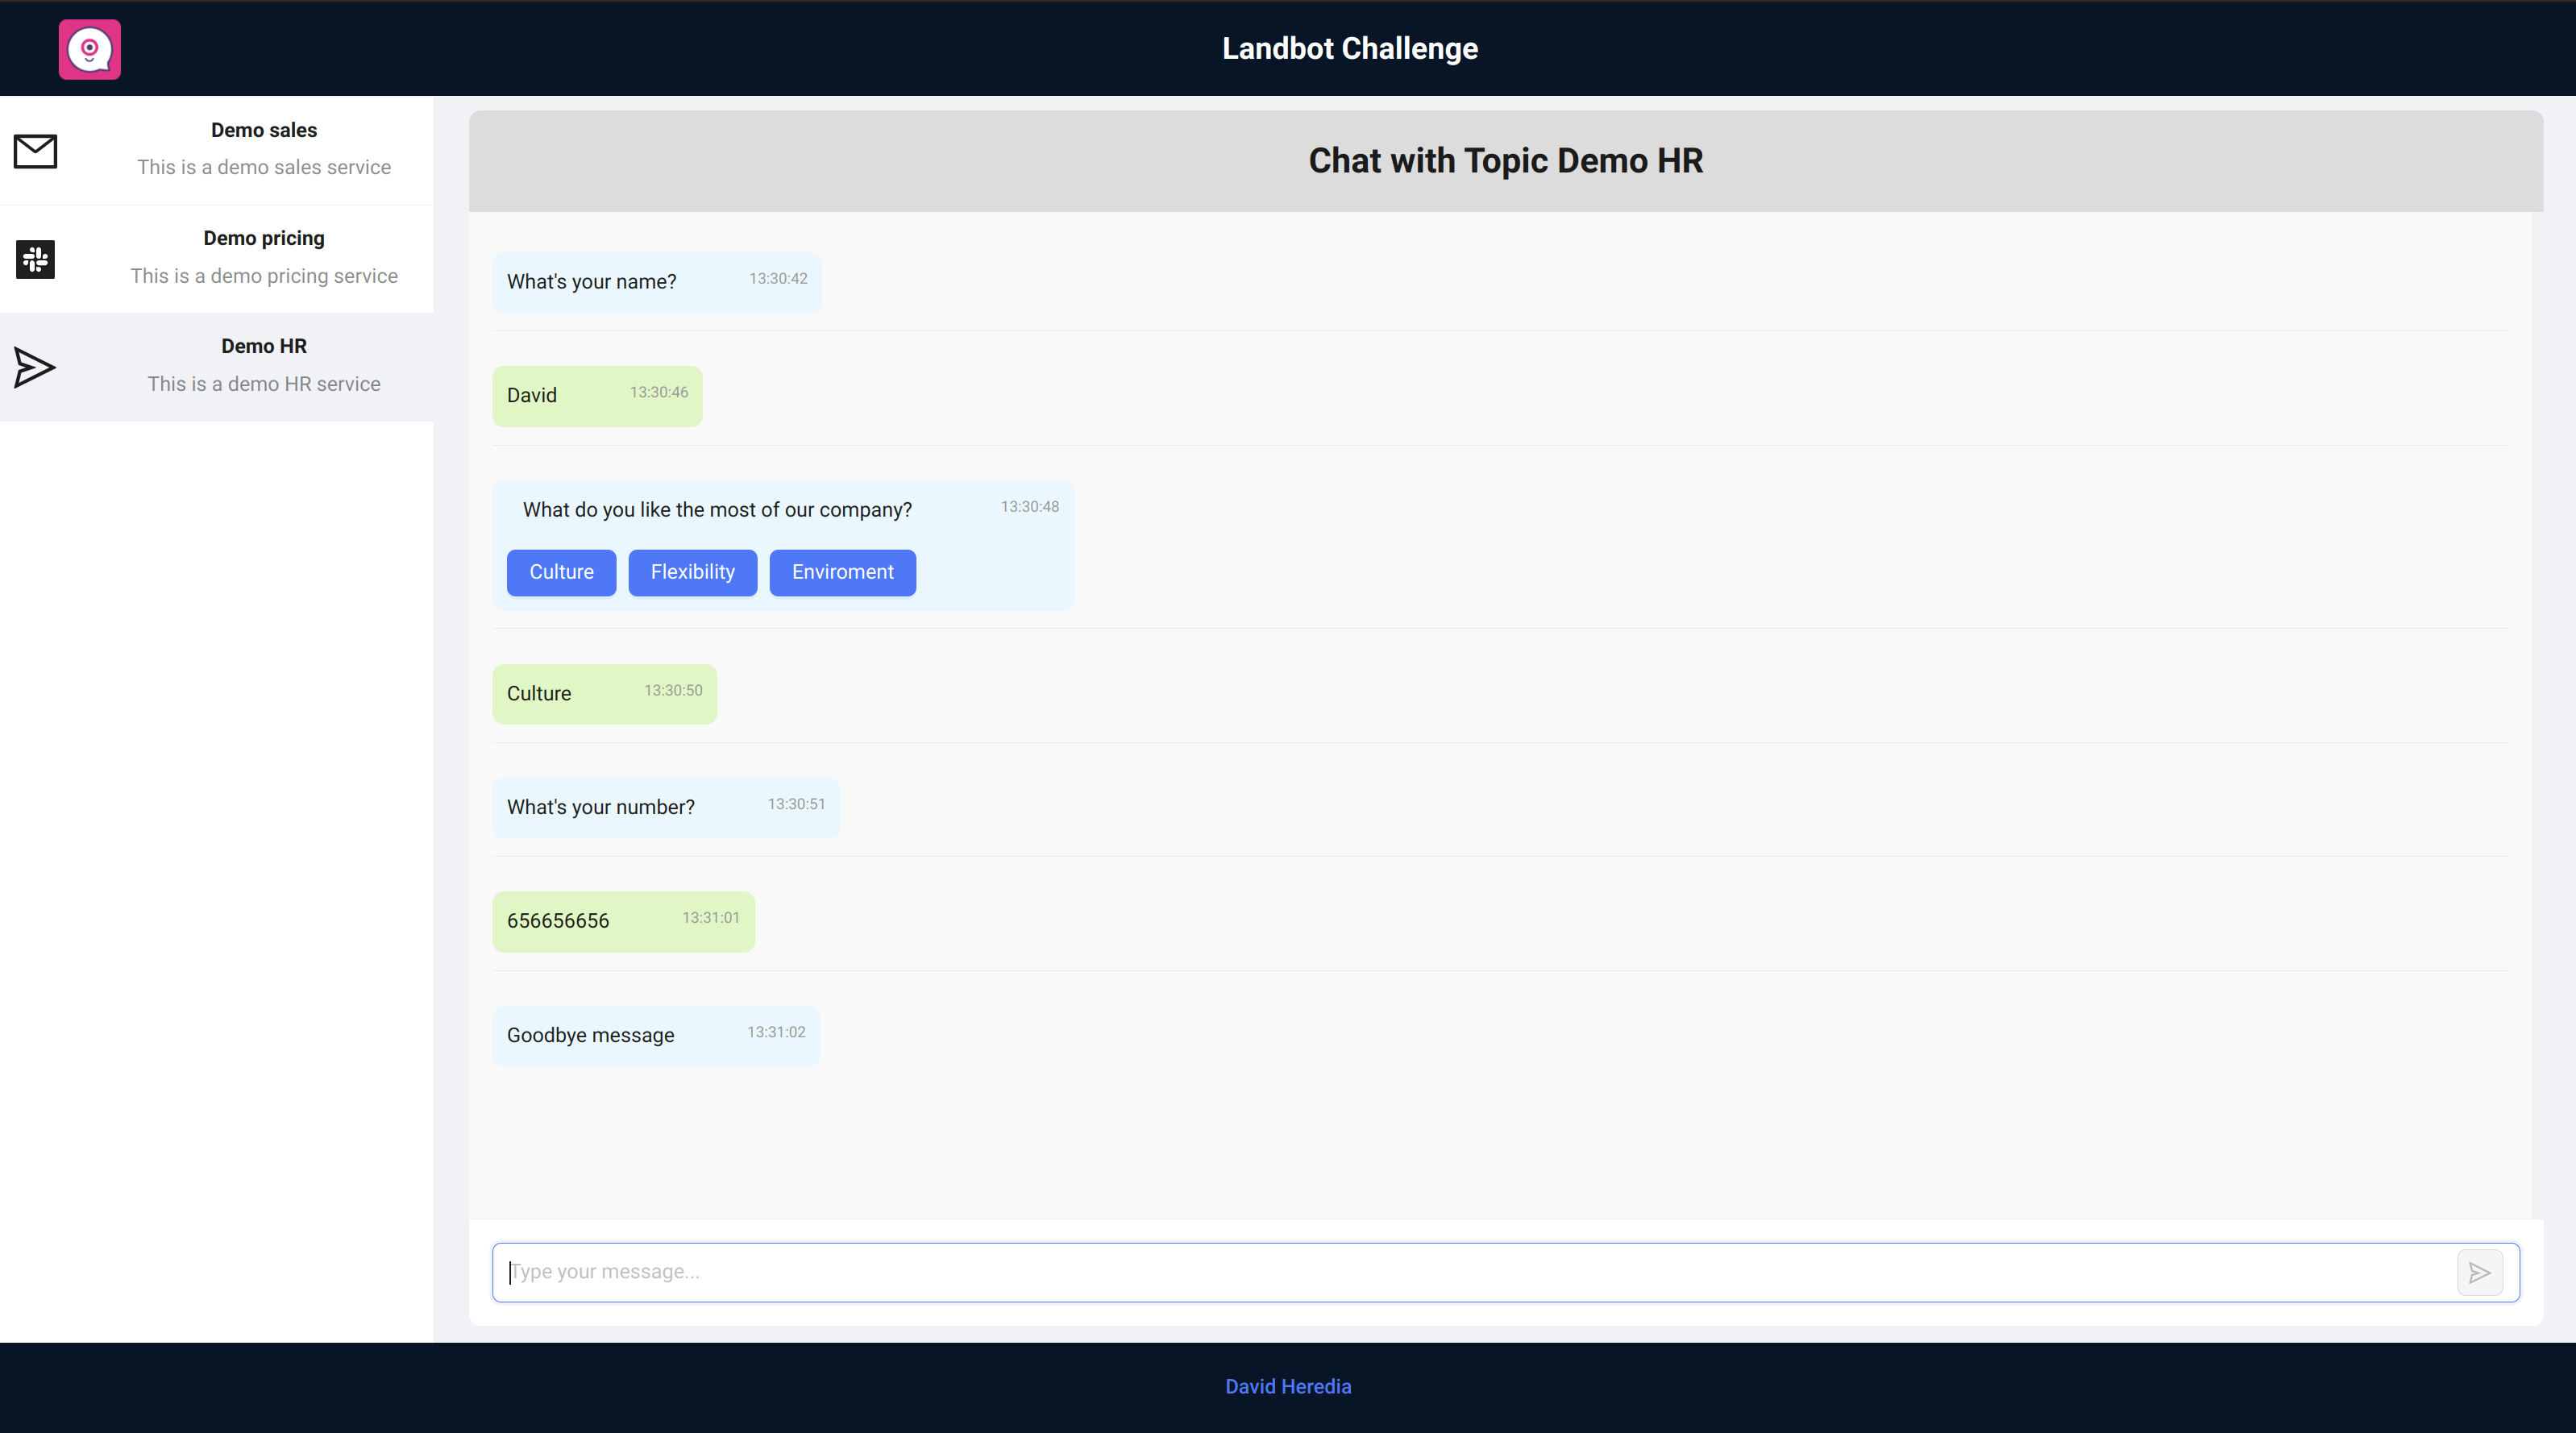 Landbot Challenge
Demo sales
This is a demo sales service
Demo pricing
This is a demo pricing service
Demo HR
This is a demo HR service
Chat with Topic Demo HR
What's your name? 13:30:42
David 13:30:46
What do you like the most of our company? 13:30:48
Culture Flexibility Enviroment
Culture 13:30:50
What's your number? 13:30:51
656656656 13:31:01
Goodbye message 13:31:02
Type your message...
David Heredia